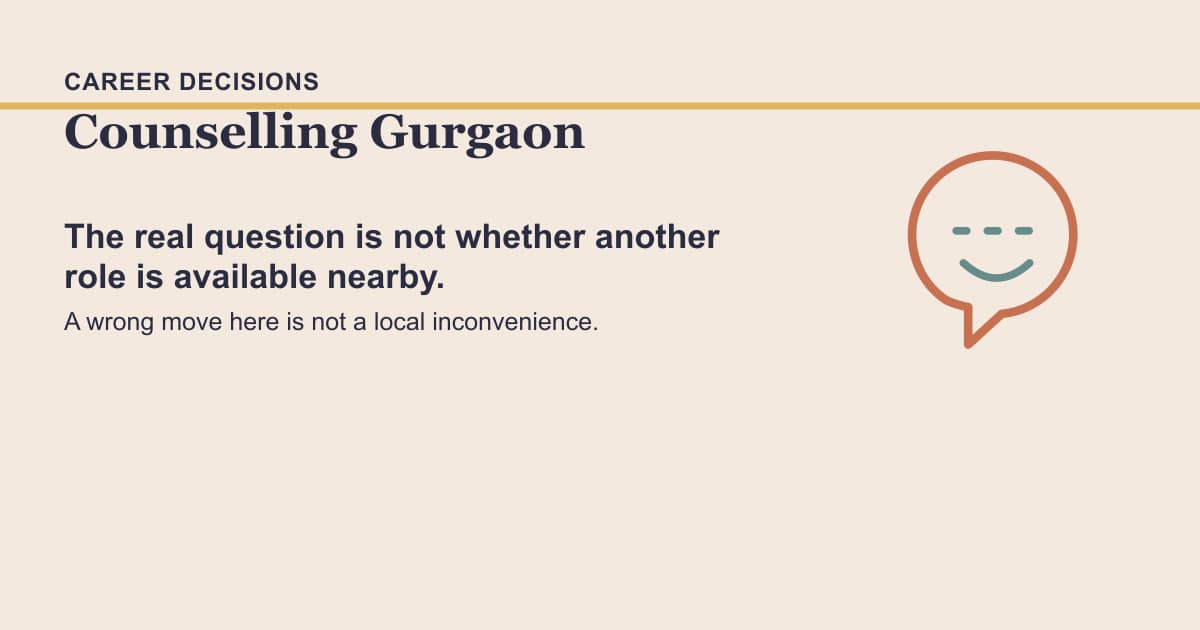 CAREER DECISIONS
Counselling Gurgaon
The real question is not whether another
role is available nearby.
A wrong move here is not a local inconvenience.